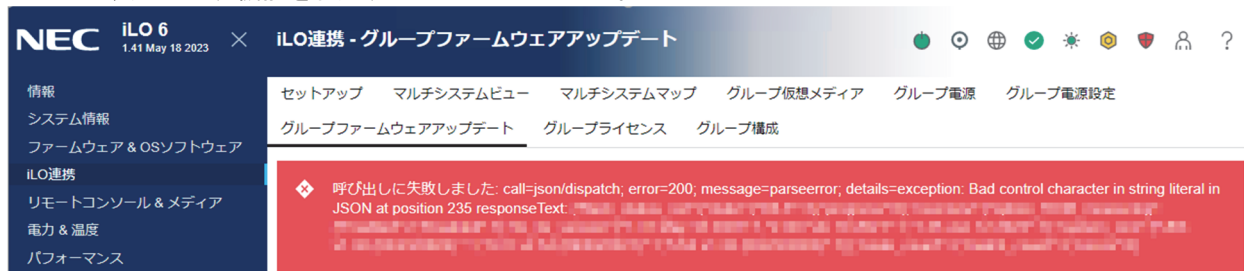 NEC iLO 6
1.41 May 18 2023
iLO連携 - グループファームウェアアップデート
?
情報
システム情報
ファームウェア & OSソフトウェア
iLO連携
リモートコンソール & メディア
電力 & 温度
パフォーマンス
セットアップ マルチシステムビュー マルチシステムマップ グループ仮想メディア グループ電源 グループ電源設定
グループファームウェアアップデート グループライセンス グループ構成
呼び出しに失敗しました: call=json/dispatch; error=200; message=parseerror; details=exception: Bad control character in string literal in
JSON at position 235 responseText: